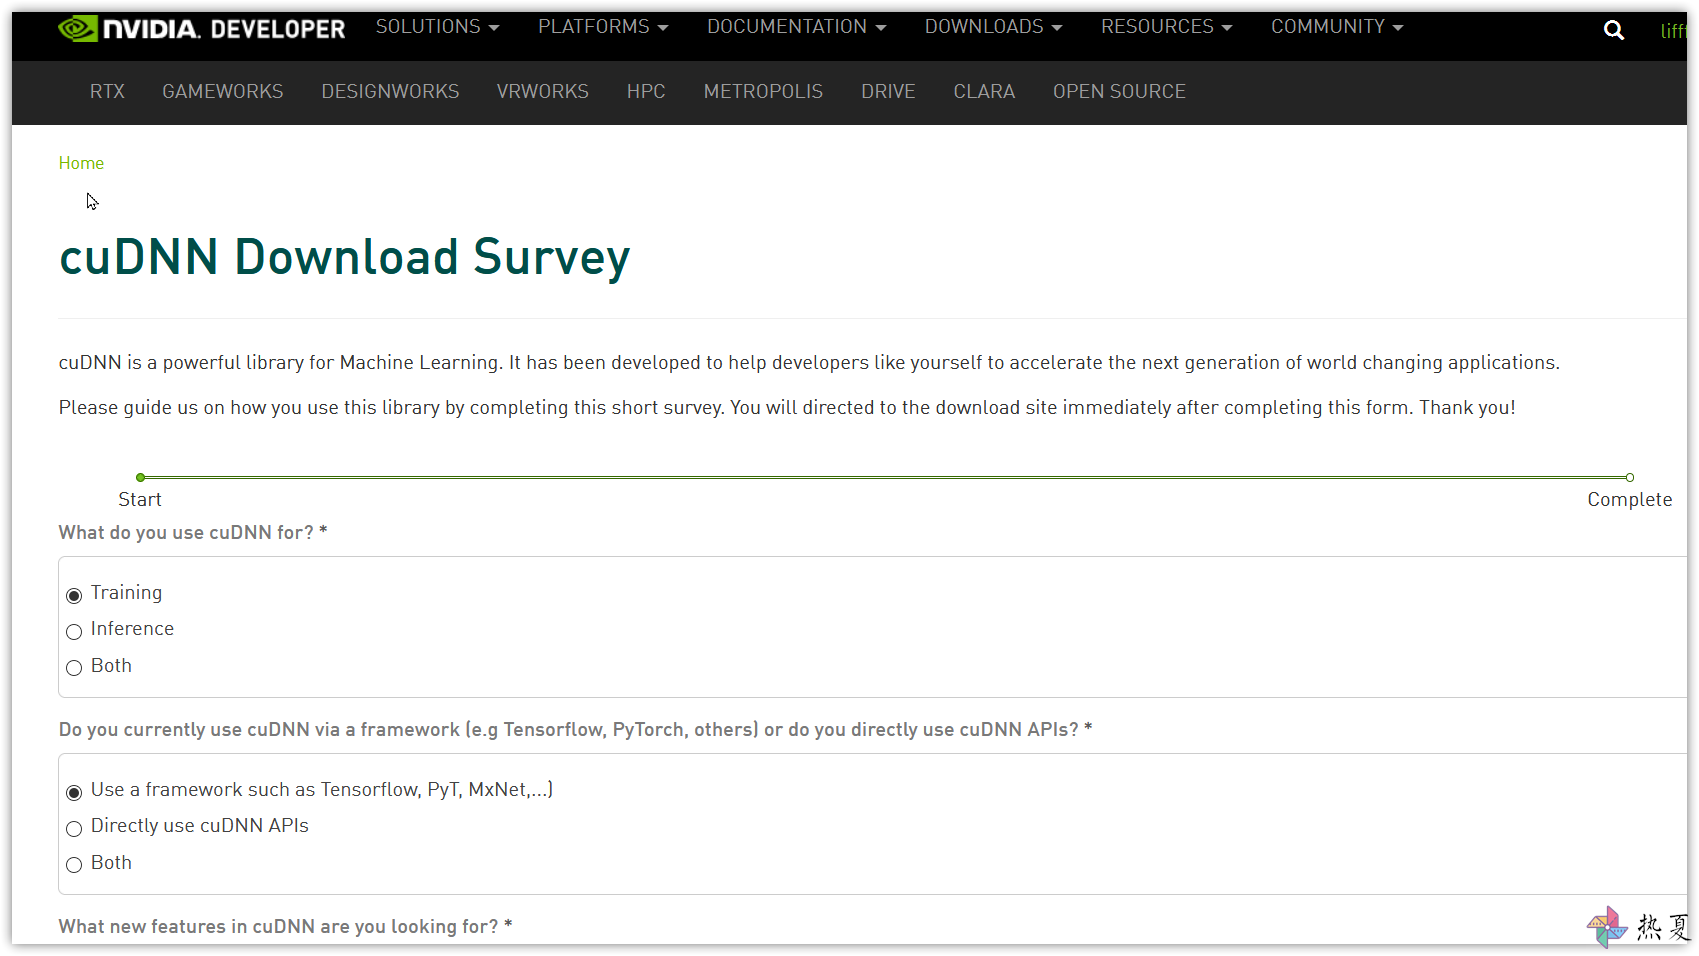 NVIDIA. DEVELOPER SOLUTIONS PLATFORMS DOCUMENTATION DOWNLOADS RESOURCES COMMUNITY
RTX GAMEWORKS DESIGNWORKS VRWORKS HPC METROPOLIS DRIVE CLARA OPEN SOURCE
Home
cuDNN Download Survey
cuDNN is a powerful library for Machine Learning. It has been developed to help developers like yourself to accelerate the next generation of world changing applications.
Please guide us on how you use this library by completing this short survey. You will directed to the download site immediately after completing this form. Thank you!
Start Complete
What do you use cuDNN for? *
Training
Inference
Both
Do you currently use cuDNN via a framework (e.g Tensorflow, PyTorch, others) or do you directly use cuDNN APIs? *
Use a framework such as Tensorflow, PyT, MxNet,...)
Directly use cuDNN APIs
Both
What new features in cuDNN are you looking for? *
热夏